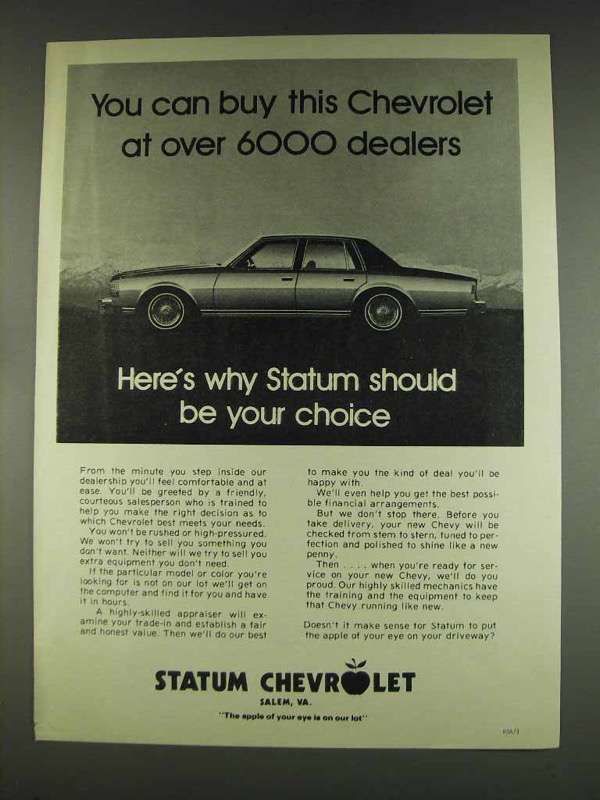 You can buy this Chevrolet
at over 6000 dealers
Here's why Statum should
be your choice
From the minute you step inside our
dealership you'll feel comfortable and at
ease. You'll be greeted by a friendly,
courteous salesperson who is trained to
help you make the right decision as to
which Chevrolet best meets your needs.
You won't be rushed or high-pressured.
We won't try to sell you something you
don't want. Neither will we try to sell you
extra equipment you don't need.
If the particular model or color you're
looking for is not on our lot we'll get on
the computer and find it for you and have
it in hours.
A highly-skilled appraiser will ex-
amine your trade-in and establish a fair
and honest value. Then we'll do our best
to make you the kind of deal you'll be
happy with.
We'll even help you get the best possi-
ble financial arrangements.
But we don't stop there. Before you
take delivery, your new Chevy will be
checked from stem to stern, tuned to per-
fection and polished to shine like a new
penny.
Then . . . . when you're ready for ser-
vice on your new Chevy, we'll do you
proud. Our highly skilled mechanics have
the training and the equipment to keep
that Chevy running like new.
Doesn't it make sense for Statum to put
the apple of your eye on your driveway?
STATUM CHEVROLET
SALEM, VA.
"The apple of your eye is on our lot"